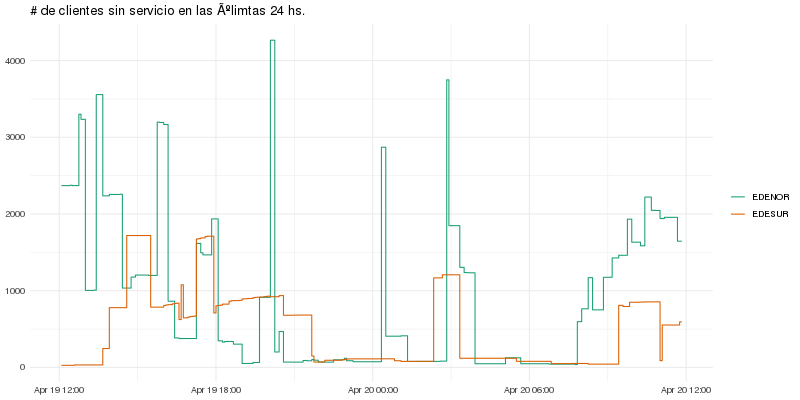 # de clientes sin servicio en las Ãºlimtas 24 hs.
4000
3000
2000
1000
0
Apr 19 12:00
Apr 19 18:00
Apr 20 00:00
Apr 20 06:00
Apr 20 12:00
EDENOR
EDESUR